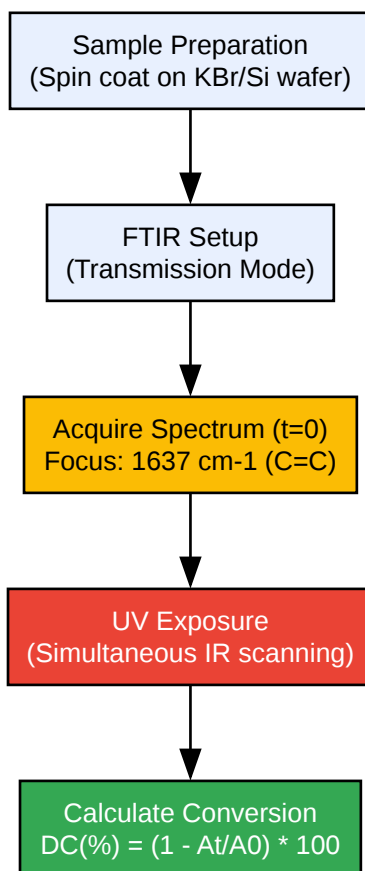 Sample Preparation
(Spin coat on KBr/Si wafer)
FTIR Setup
(Transmission Mode)
Acquire Spectrum (t=0)
Focus: 1637 cm-1 (C=C)
UV Exposure
(Simultaneous IR scanning)
Calculate Conversion
DC(%) = (1 - At/A0) * 100